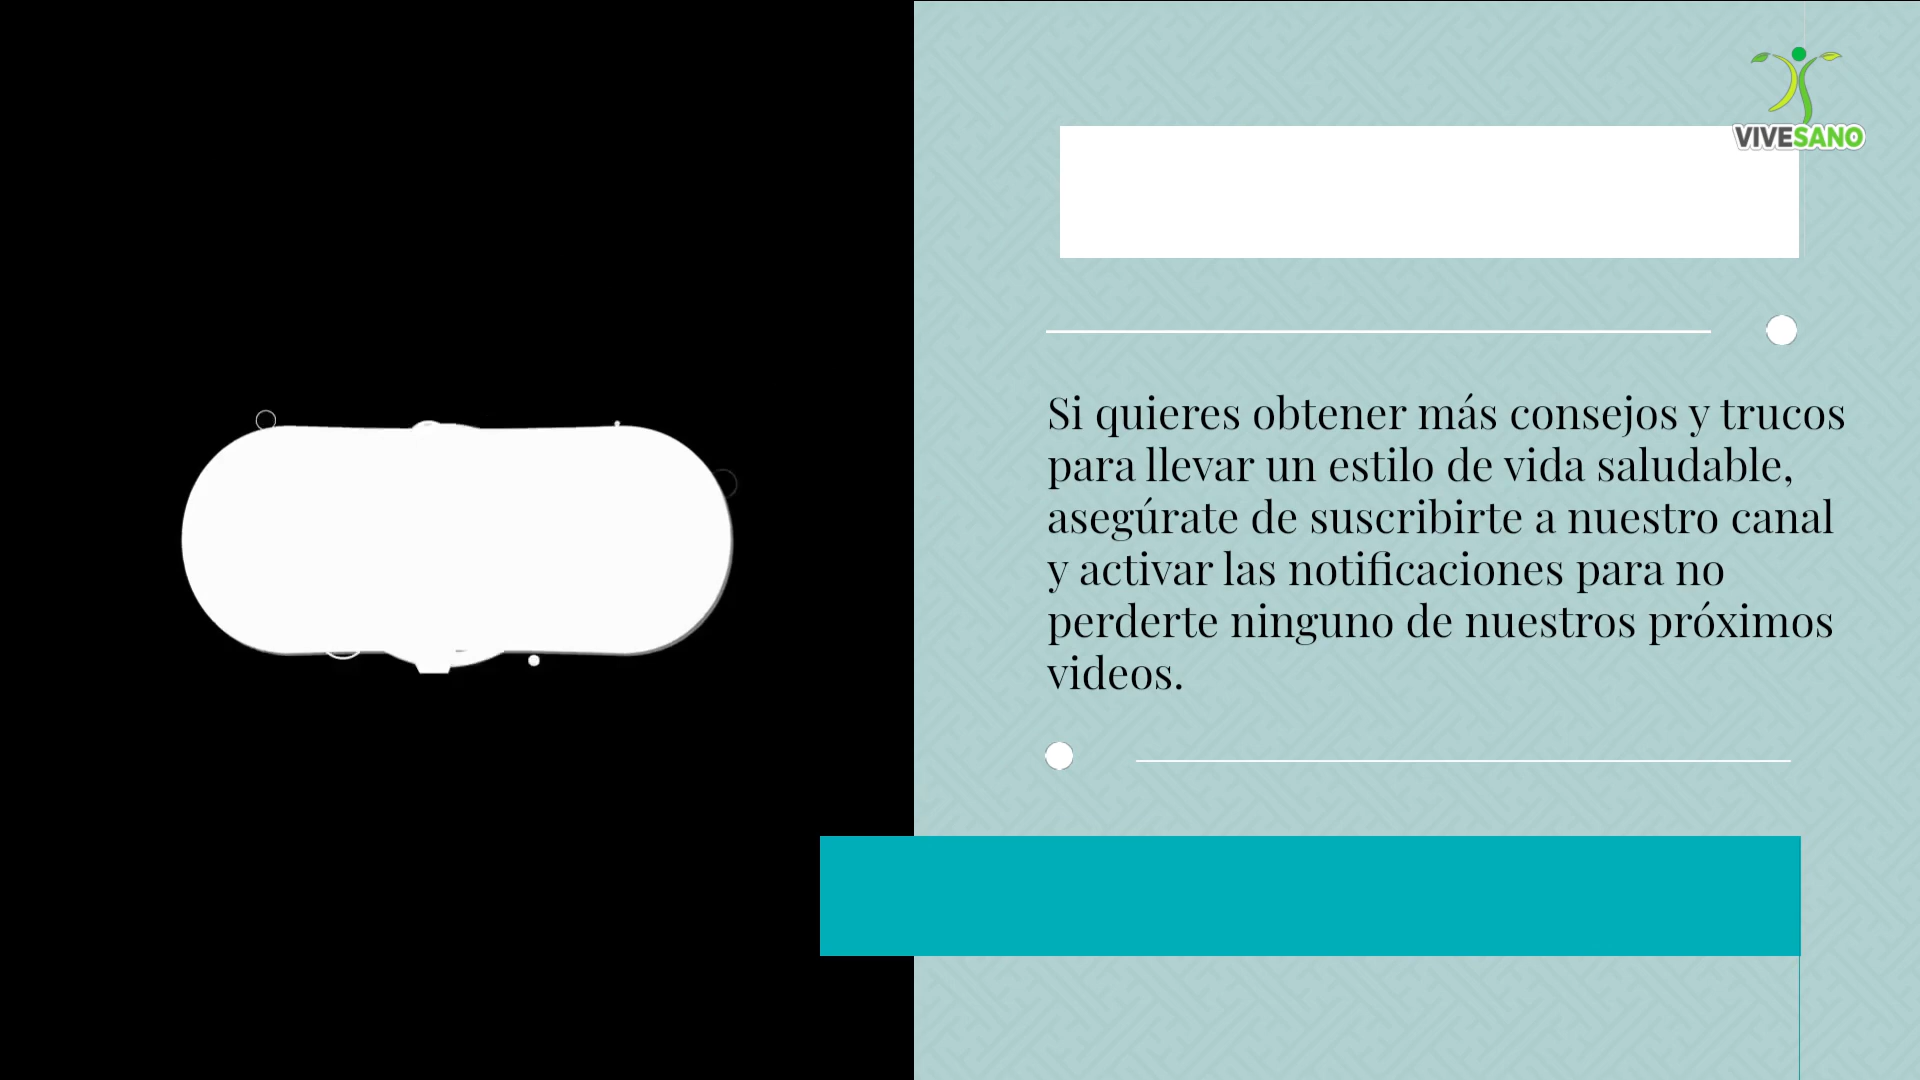 VIVESANO
Si quieres obtener más consejos y trucos
para llevar un estilo de vida saludable,
asegúrate de suscribirte a nuestro canal
y activar las notificaciones para no
perderte ninguno de nuestros próximos
videos.